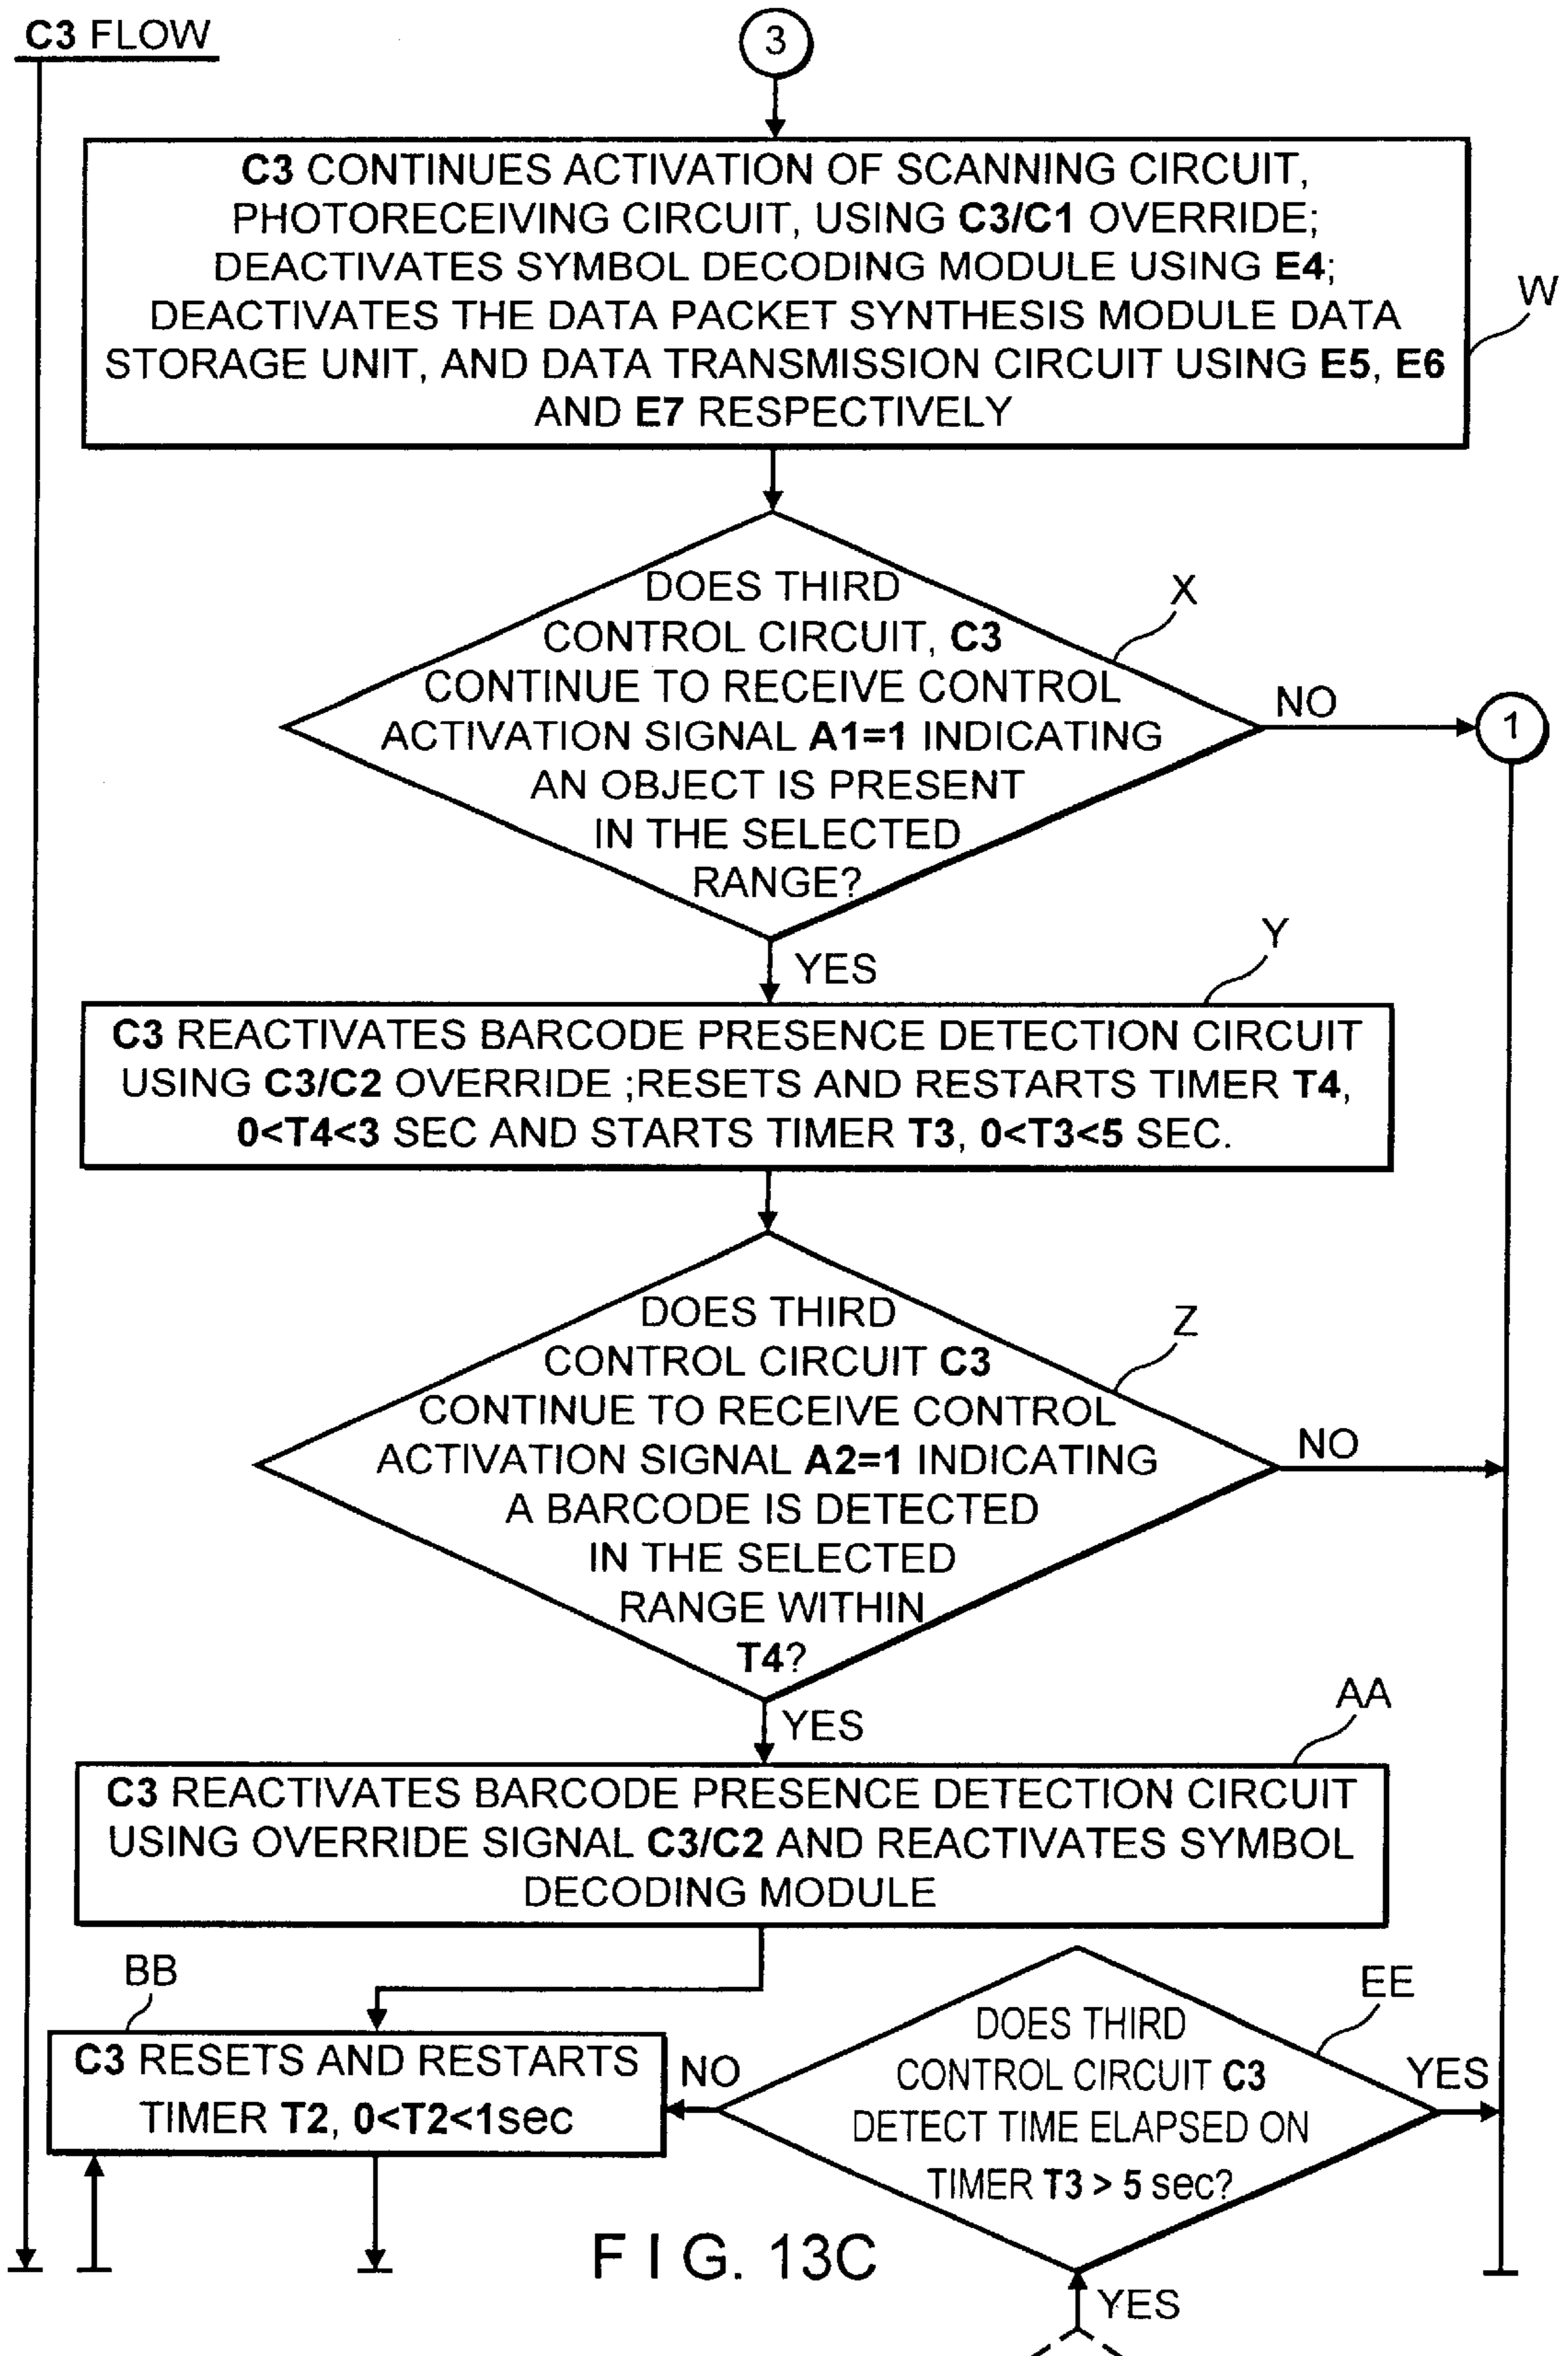 C3 FLOW
3
C3 CONTINUES ACTIVATION OF SCANNING CIRCUIT,
PHOTORECEIVING CIRCUIT, USING C3/C1 OVERRIDE;
DEACTIVATES SYMBOL DECODING MODULE USING E4;
DEACTIVATES THE DATA PACKET SYNTHESIS MODULE DATA
STORAGE UNIT, AND DATA TRANSMISSION CIRCUIT USING E5, E6
AND E7 RESPECTIVELY
W
DOES THIRD
CONTROL CIRCUIT, C3
CONTINUE TO RECEIVE CONTROL
ACTIVATION SIGNAL A1=1 INDICATING
AN OBJECT IS PRESENT
IN THE SELECTED
RANGE?
X
NO
1
YES
Y
C3 REACTIVATES BARCODE PRESENCE DETECTION CIRCUIT
USING C3/C2 OVERRIDE ;RESETS AND RESTARTS TIMER T4,
0<T4<3 SEC AND STARTS TIMER T3, 0<T3<5 SEC.
DOES THIRD
CONTROL CIRCUIT C3
CONTINUE TO RECEIVE CONTROL
ACTIVATION SIGNAL A2=1 INDICATING
A BARCODE IS DETECTED
IN THE SELECTED
RANGE WITHIN
T4?
Z
NO
YES
AA
C3 REACTIVATES BARCODE PRESENCE DETECTION CIRCUIT
USING OVERRIDE SIGNAL C3/C2 AND REACTIVATES SYMBOL
DECODING MODULE
BB
C3 RESETS AND RESTARTS
TIMER T2, 0<T2<1sec
NO
DOES THIRD
CONTROL CIRCUIT C3
DETECT TIME ELAPSED ON
TIMER T3 > 5 sec?
EE
YES
FIG. 13C
YES